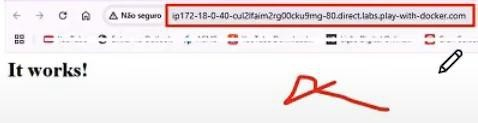 Não seguro ip172-18-0-40-cul2lfaim2rg00cku9mg-80.direct.labs.play-with-docker.com
It works!